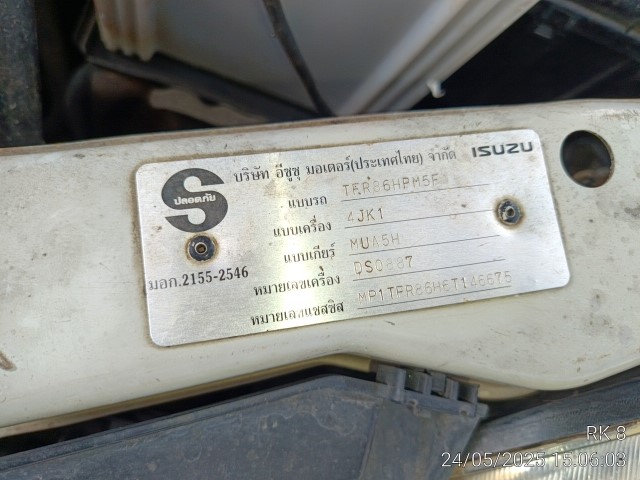 บริษัท อีซูซุ มอเตอร์(ประเทศไทย) จำกัด ISUZU
S ปลอดภัย
แบบรถ
แบบเครื่อง 4JK1
แบบเกียร์ MUA5H
มอก.2155-2546
หมายเลขเครื่อง
หมายเลขแชสซิส MP1TFR86H6T146675
RK 8
24/05/2025 15:06:03